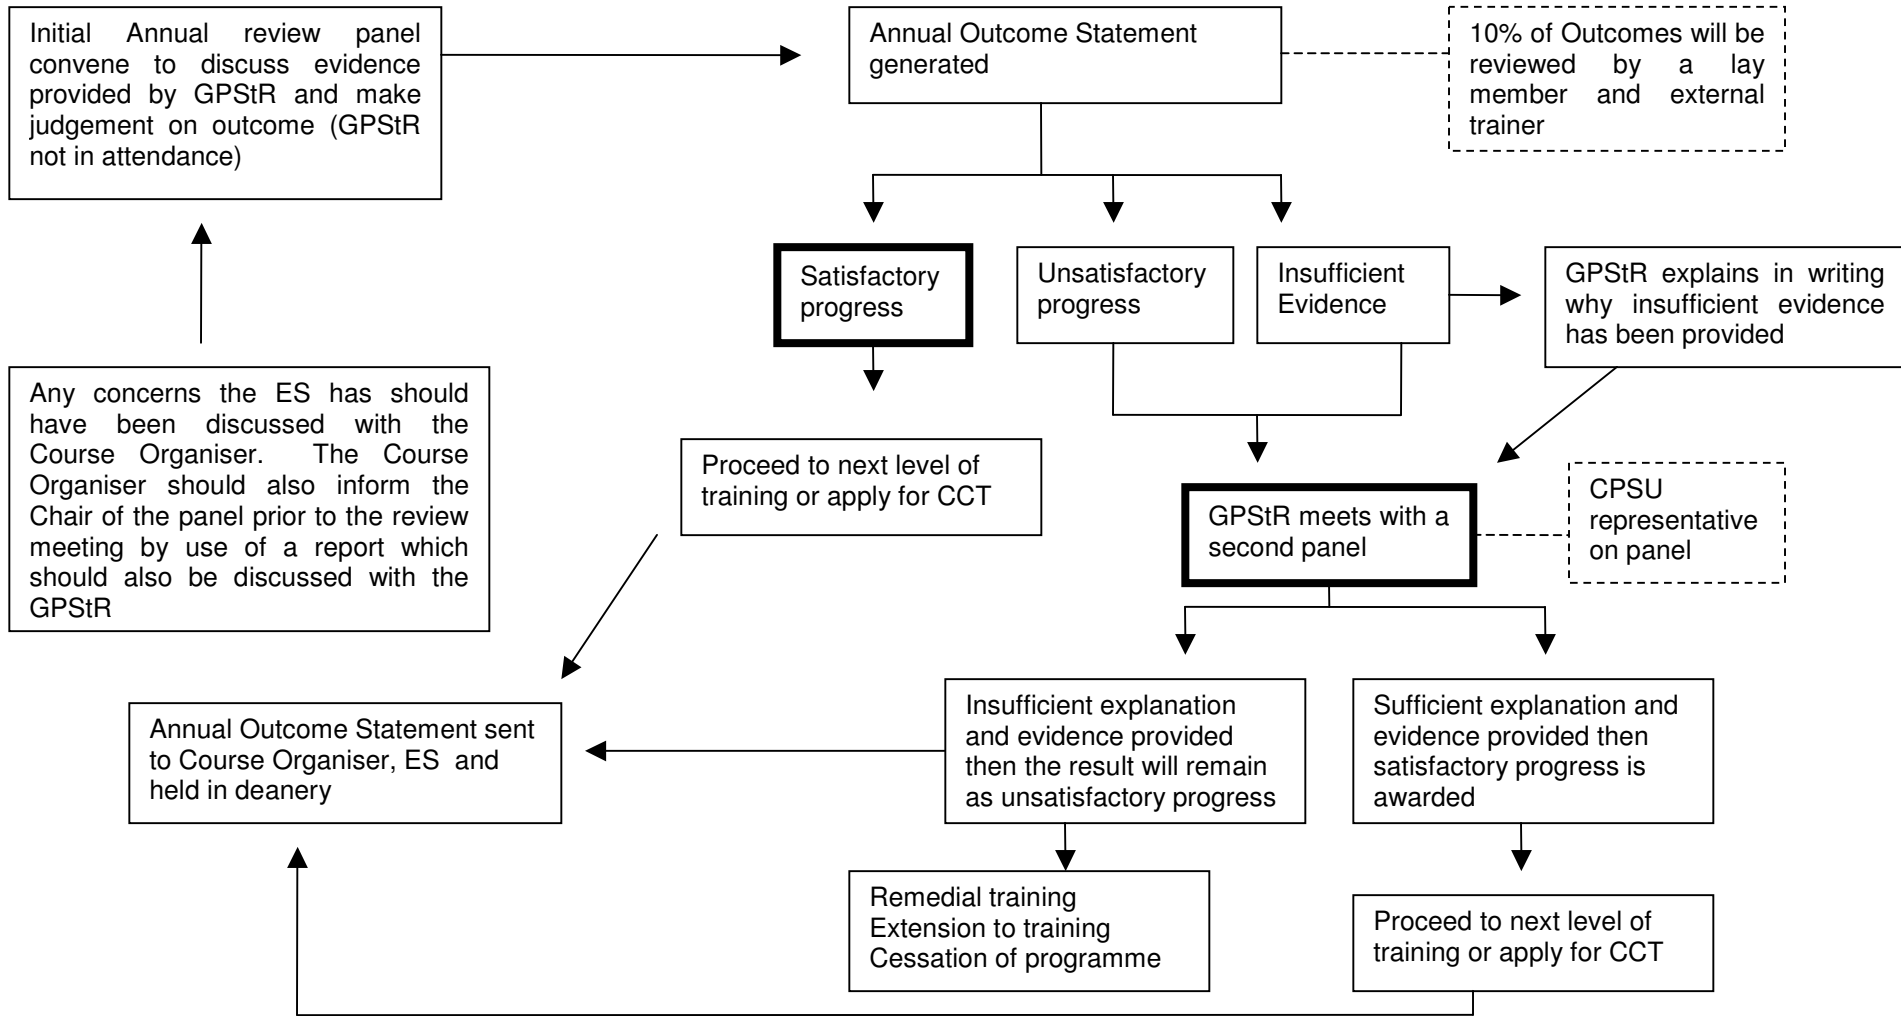 Initial Annual review panel
convene to discuss evidence
provided by GPStR and make
judgement on outcome (GPStR
not in attendance)
Annual Outcome Statement
generated
10% of Outcomes will be
reviewed by a lay
member and external
trainer
Satisfactory
progress
Unsatisfactory
progress
Insufficient
Evidence
GPStR explains in writing
why insufficient evidence
has been provided
Any concerns the ES has should
have been discussed with the
Course Organiser. The Course
Organiser should also inform the
Chair of the panel prior to the review
meeting by use of a report which
should also be discussed with the
GPStR
Proceed to next level of
training or apply for CCT
GPStR meets with a
second panel
CPSU
representative
on panel
Annual Outcome Statement sent
to Course Organiser, ES and
held in deanery
Insufficient explanation
and evidence provided
then the result will remain
as unsatisfactory progress
Sufficient explanation and
evidence provided then
satisfactory progress is
awarded
Remedial training
Extension to training
Cessation of programme
Proceed to next level of
training or apply for CCT